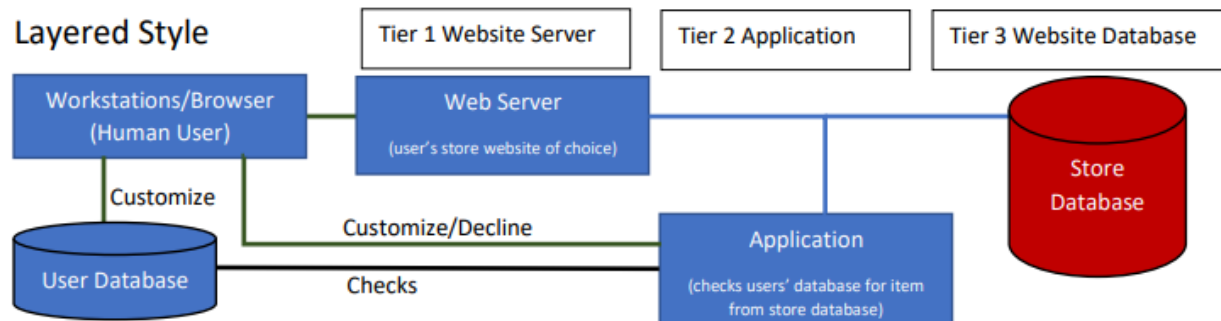 Layered Style
Tier 1 Website Server
Tier 2 Application
Tier 3 Website Database
Workstations/Browser
(Human User)
Web Server
(user's store website of choice)
Store
Database
Customize
Customize/Decline
Application
(checks users' database for item
from store database)
User Database
Checks